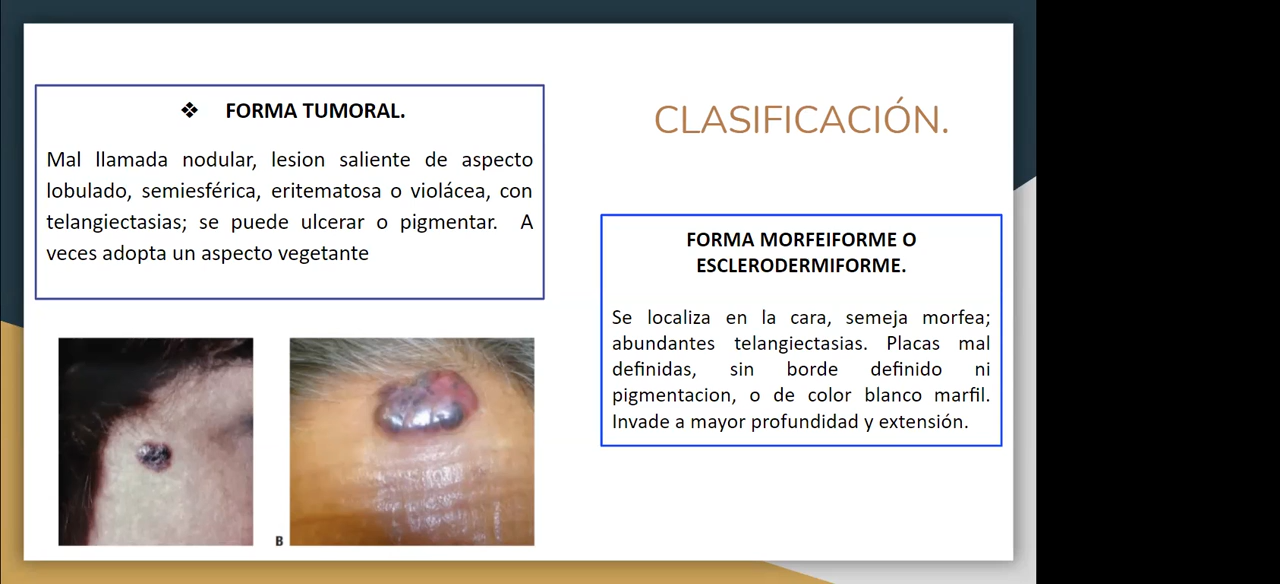 ❖ FORMA TUMORAL.
Mal llamada nodular, lesion saliente de aspecto
lobulado, semiesférica, eritematosa o violácea, con
telangiectasias; se puede ulcerar o pigmentar. A
veces adopta un aspecto vegetante
B
CLASIFICACIÓN.
FORMA MORFEIFORME O
ESCLERODERMIFORME.
Se localiza en la cara, semeja morfea;
abundantes telangiectasias. Placas mal
definidas, sin borde definido ni
pigmentacion, o de color blanco marfil.
Invade a mayor profundidad y extensión.